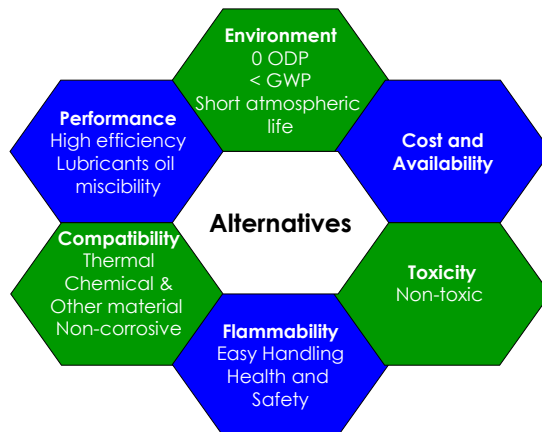 Environment
0 ODP
< GWP
Short atmospheric
life
Performance
High efficiency
Lubricants oil
miscibility
Cost and
Availability
Alternatives
Compatibility
Thermal
Chemical &
Other material
Non-corrosive
Toxicity
Non-toxic
Flammability
Easy Handling
Health and
Safety